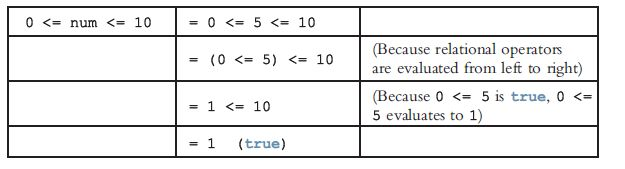 0 <= num <= 10 = 0 <= 5 <= 10
= (0 <= 5) <= 10 (Because relational operators
are evaluated from left to right)
= 1 <= 10 (Because 0 <= 5 is true, 0 <=
5 evaluates to 1)
= 1 (true)